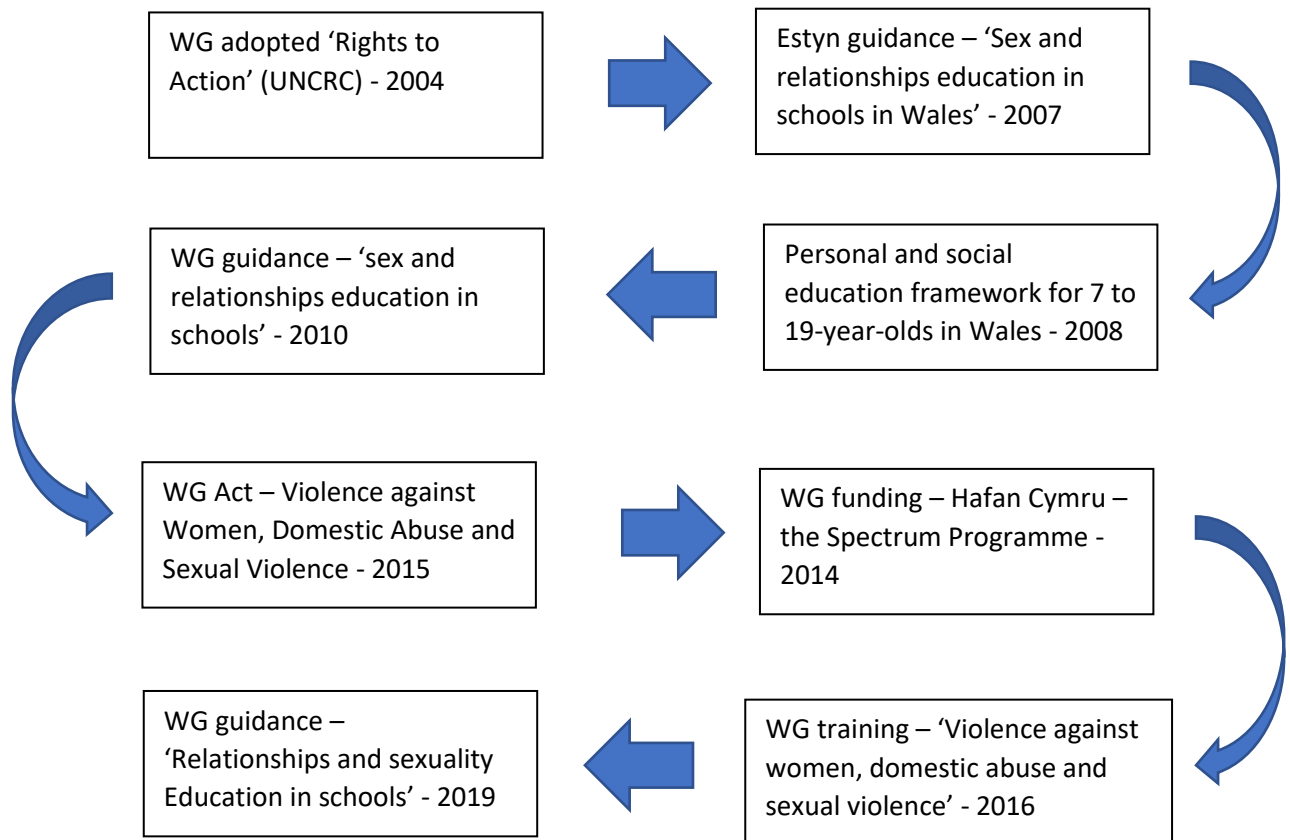 WG adopted ‘Rights to
Action’ (UNCRC) - 2004
Estyn guidance – ‘Sex and
relationships education in
schools in Wales’ - 2007
Personal and social
education framework for 7 to
19-year-olds in Wales - 2008
WG guidance – ‘sex and
relationships education in
schools’ - 2010
WG Act – Violence against
Women, Domestic Abuse and
Sexual Violence - 2015
WG funding – Hafan Cymru –
the Spectrum Programme -
2014
WG training – ‘Violence against
women, domestic abuse and
sexual violence’ - 2016
WG guidance –
‘Relationships and sexuality
Education in schools’ - 2019